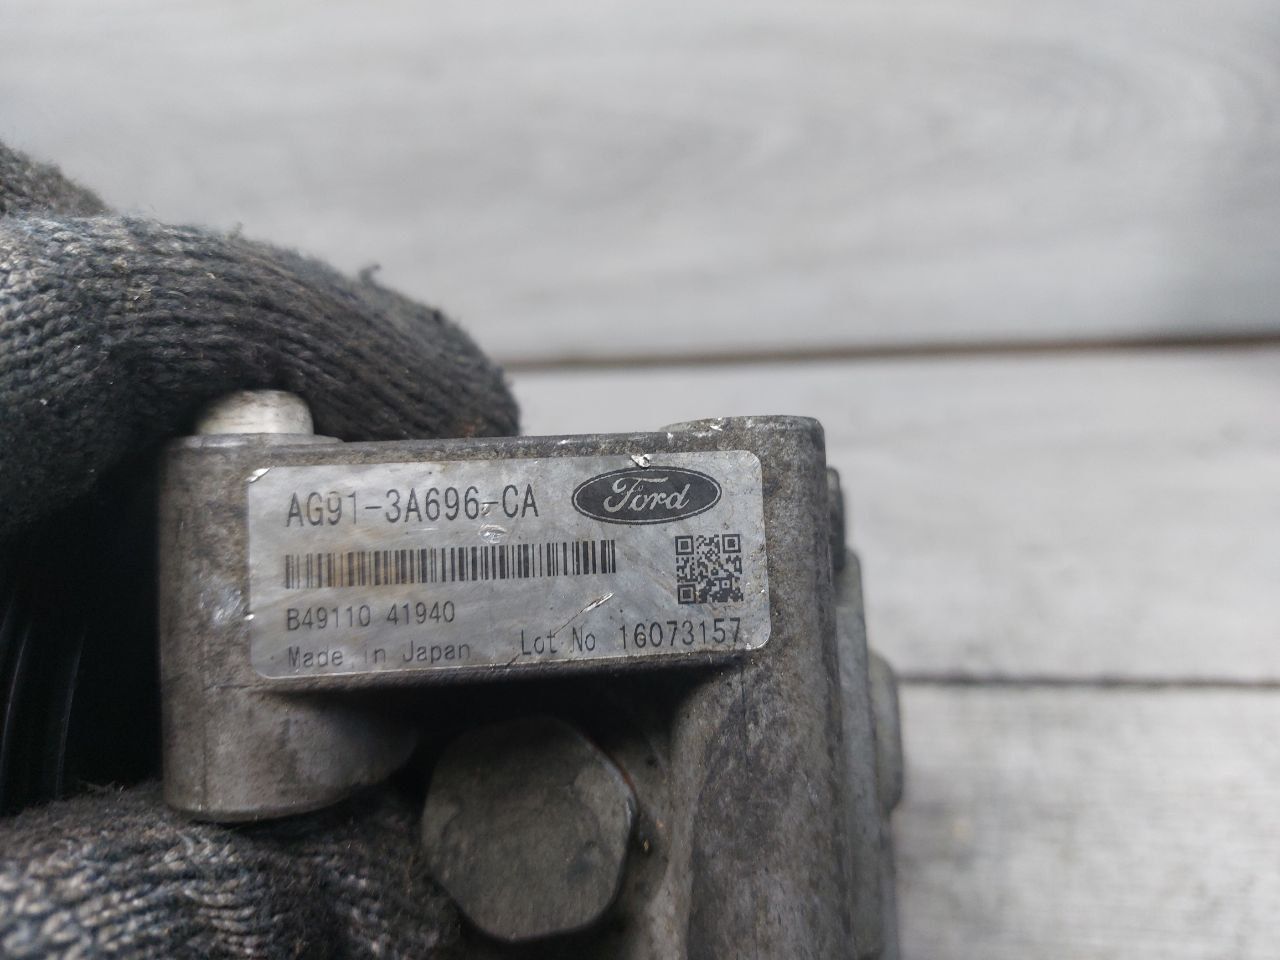 AG91-3A696-CA
Ford
B49110 41940
Made in Japan Lot No 16073157